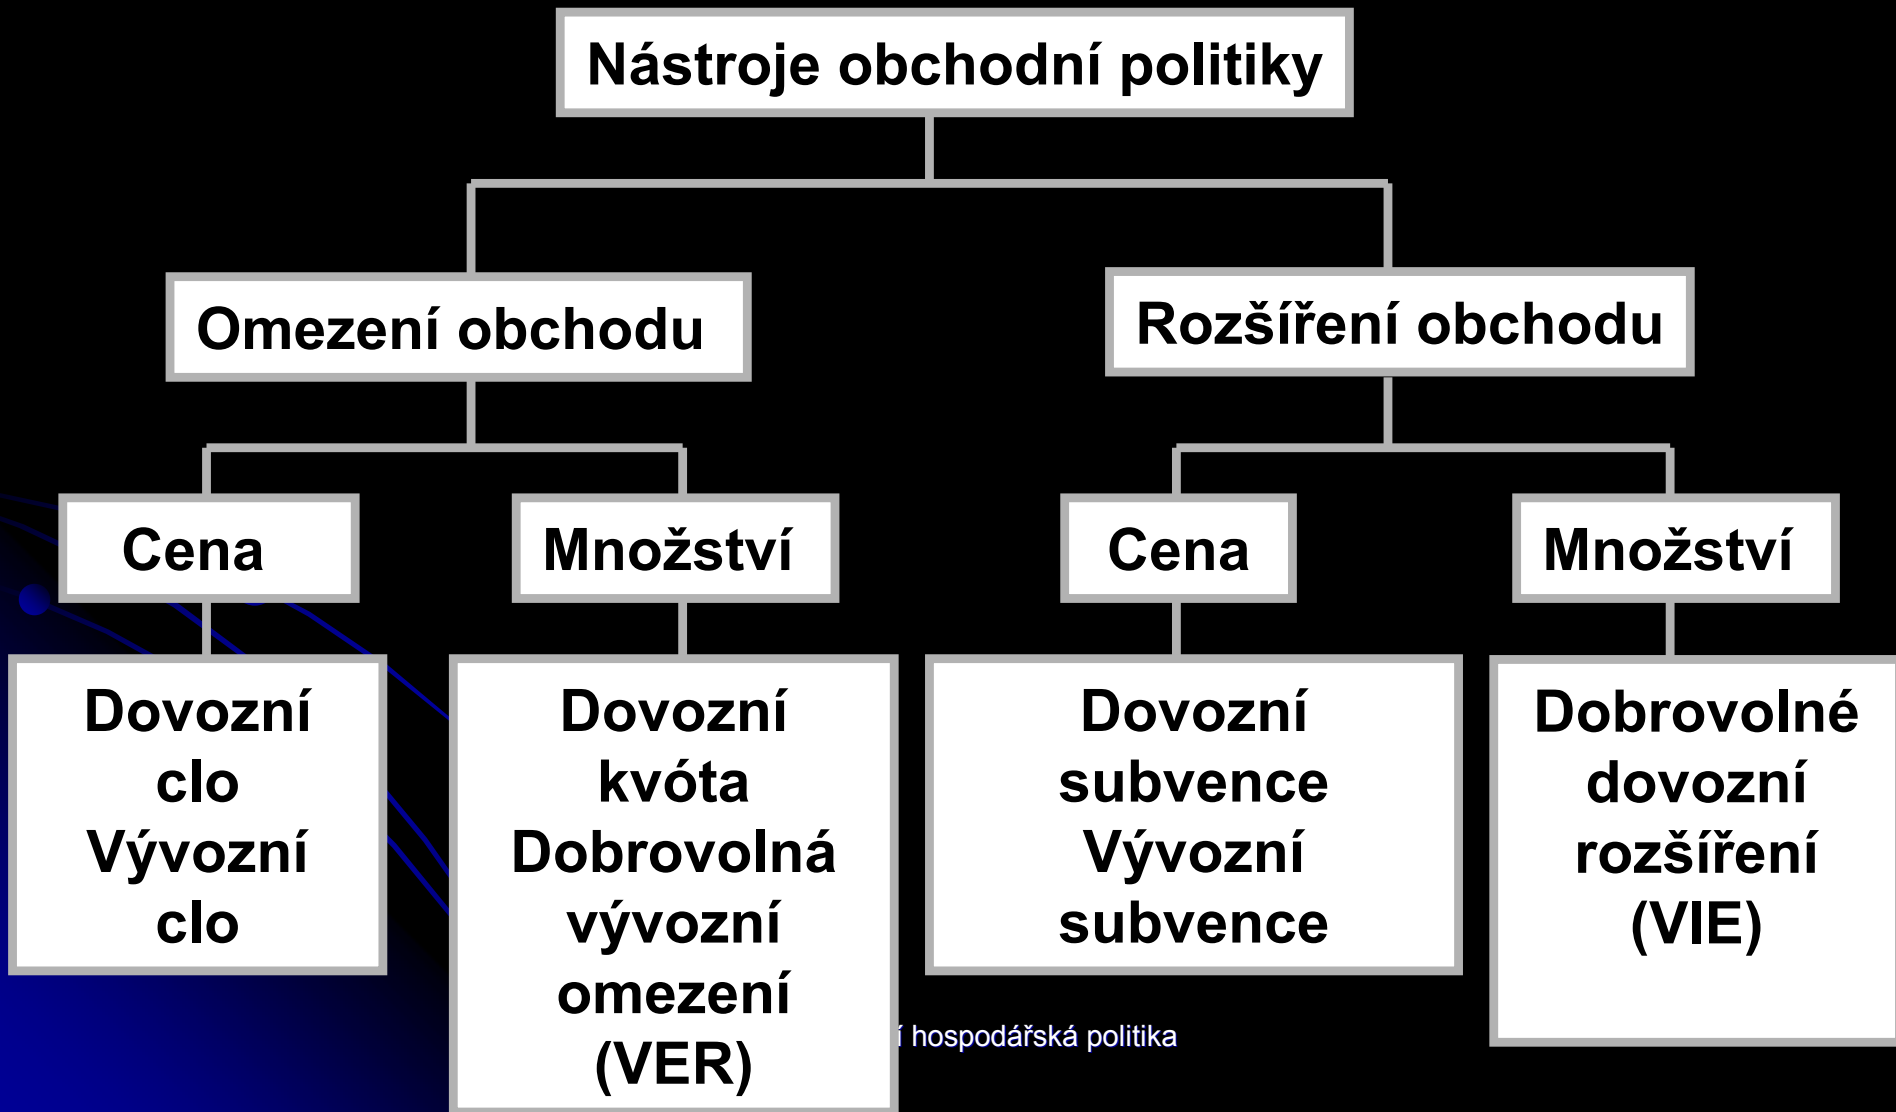 Nástroje obchodní politiky
Omezení obchodu
Rozšíření obchodu
Cena
Množství
Cena
Množství
Dovozní
clo
Vývozní
clo
Dovozní
kvóta
Dobrovolná
vývozní
omezení
(VER)
Dovozní
subvence
Vývozní
subvence
Dobrovolné
dovozní
rozšíření
(VIE)
hospodářská politika